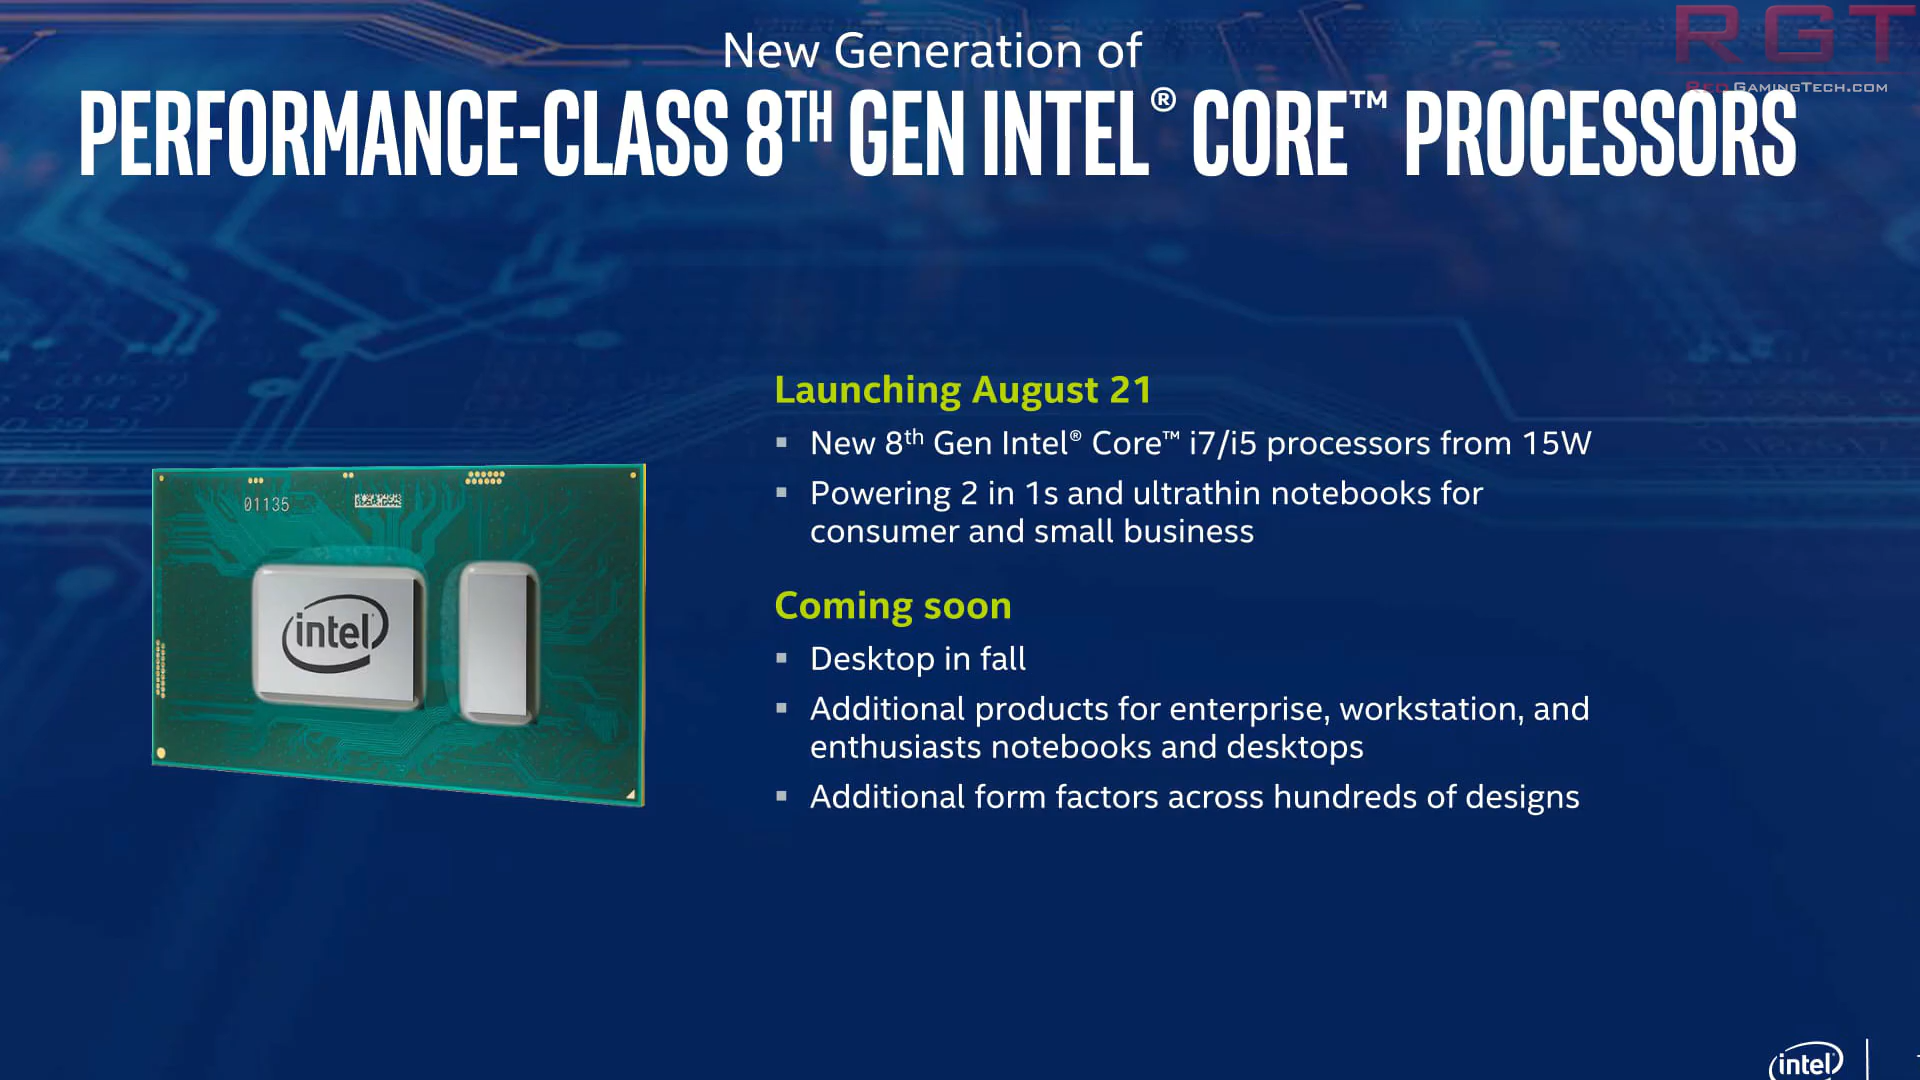 RGT
RedGamingTech.com
New Generation of
PERFORMANCE-CLASS 8TH GEN INTEL® CORE™ PROCESSORS
Launching August 21
▪ New 8th Gen Intel® Core™ i7/i5 processors from 15W
▪ Powering 2 in 1s and ultrathin notebooks for
consumer and small business
Coming soon
▪ Desktop in fall
▪ Additional products for enterprise, workstation, and
enthusiasts notebooks and desktops
▪ Additional form factors across hundreds of designs
01135
intel
intel